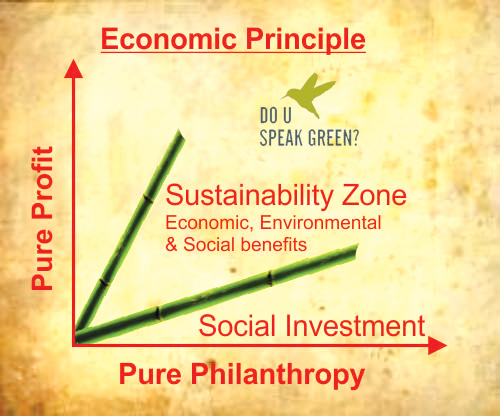 Economic Principle
DO U
SPEAK GREEN?
Pure Profit
Sustainability Zone
Economic, Environmental
& Social benefits
Social Investment
Pure Philanthropy